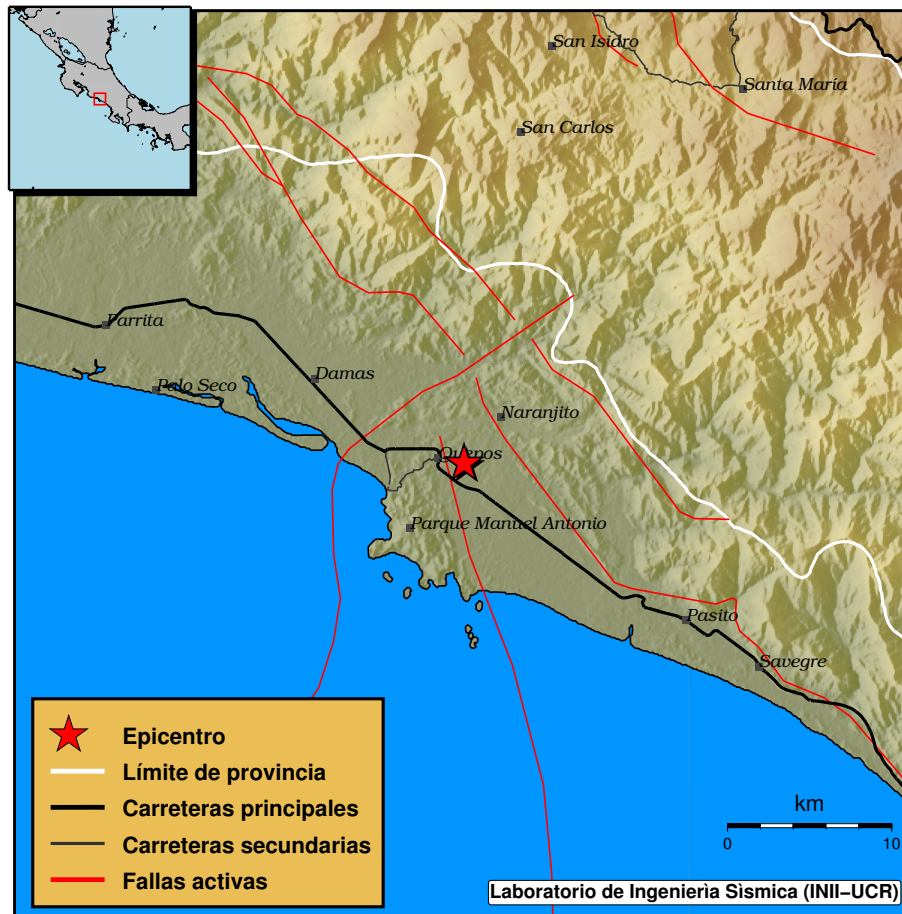 San Isidro
Santa María
San Carlos
Parrita
Damas
Palo Seco
Naranjito
Quepos
Parque Manuel Antonio
Pasito
Savegre
Epicentro
Límite de provincia
Carreteras principales
Carreteras secundarias
Fallas activas
km
0 10
Laboratorio de Ingenierìa Sìsmica (INII–UCR)